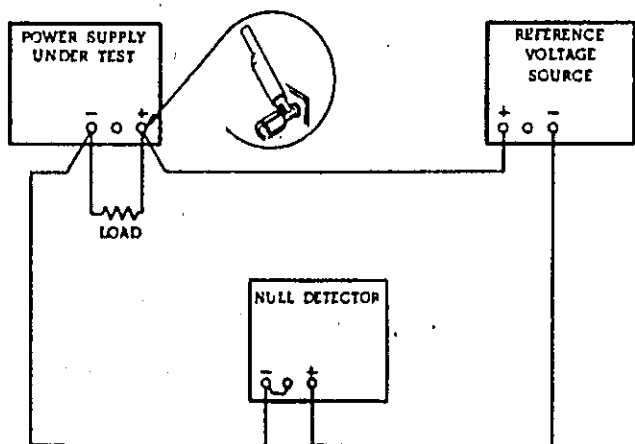 POWER SUPPLY
UNDER TEST
- +
LOAD
REFERENCE
VOLTAGE
SOURCE
+ -
NULL DETECTOR
- +